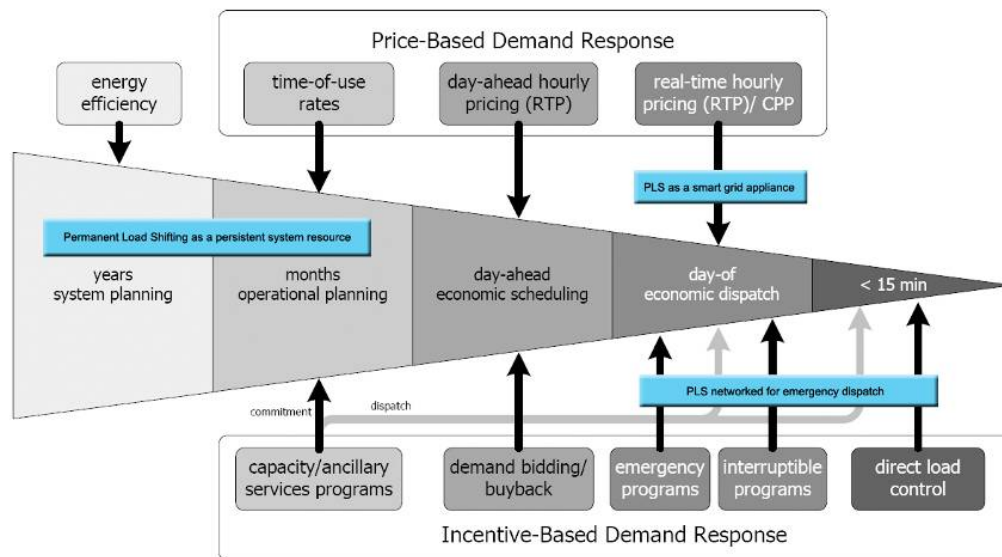 Price-Based Demand Response
energy
efficiency
time-of-use
rates
day-ahead hourly
pricing (RTP)
real-time hourly
pricing (RTP)/ CPP
PLS as a smart grid appliance
Permanent Load Shifting as a persistent system resource
years
system planning
months
operational planning
day-ahead
economic scheduling
day-of
economic dispatch
< 15 min
PLS networked for emergency dispatch
commitment
dispatch
capacity/ancillary
services programs
demand bidding/
buyback
emergency
programs
interruptible
programs
direct load
control
Incentive-Based Demand Response